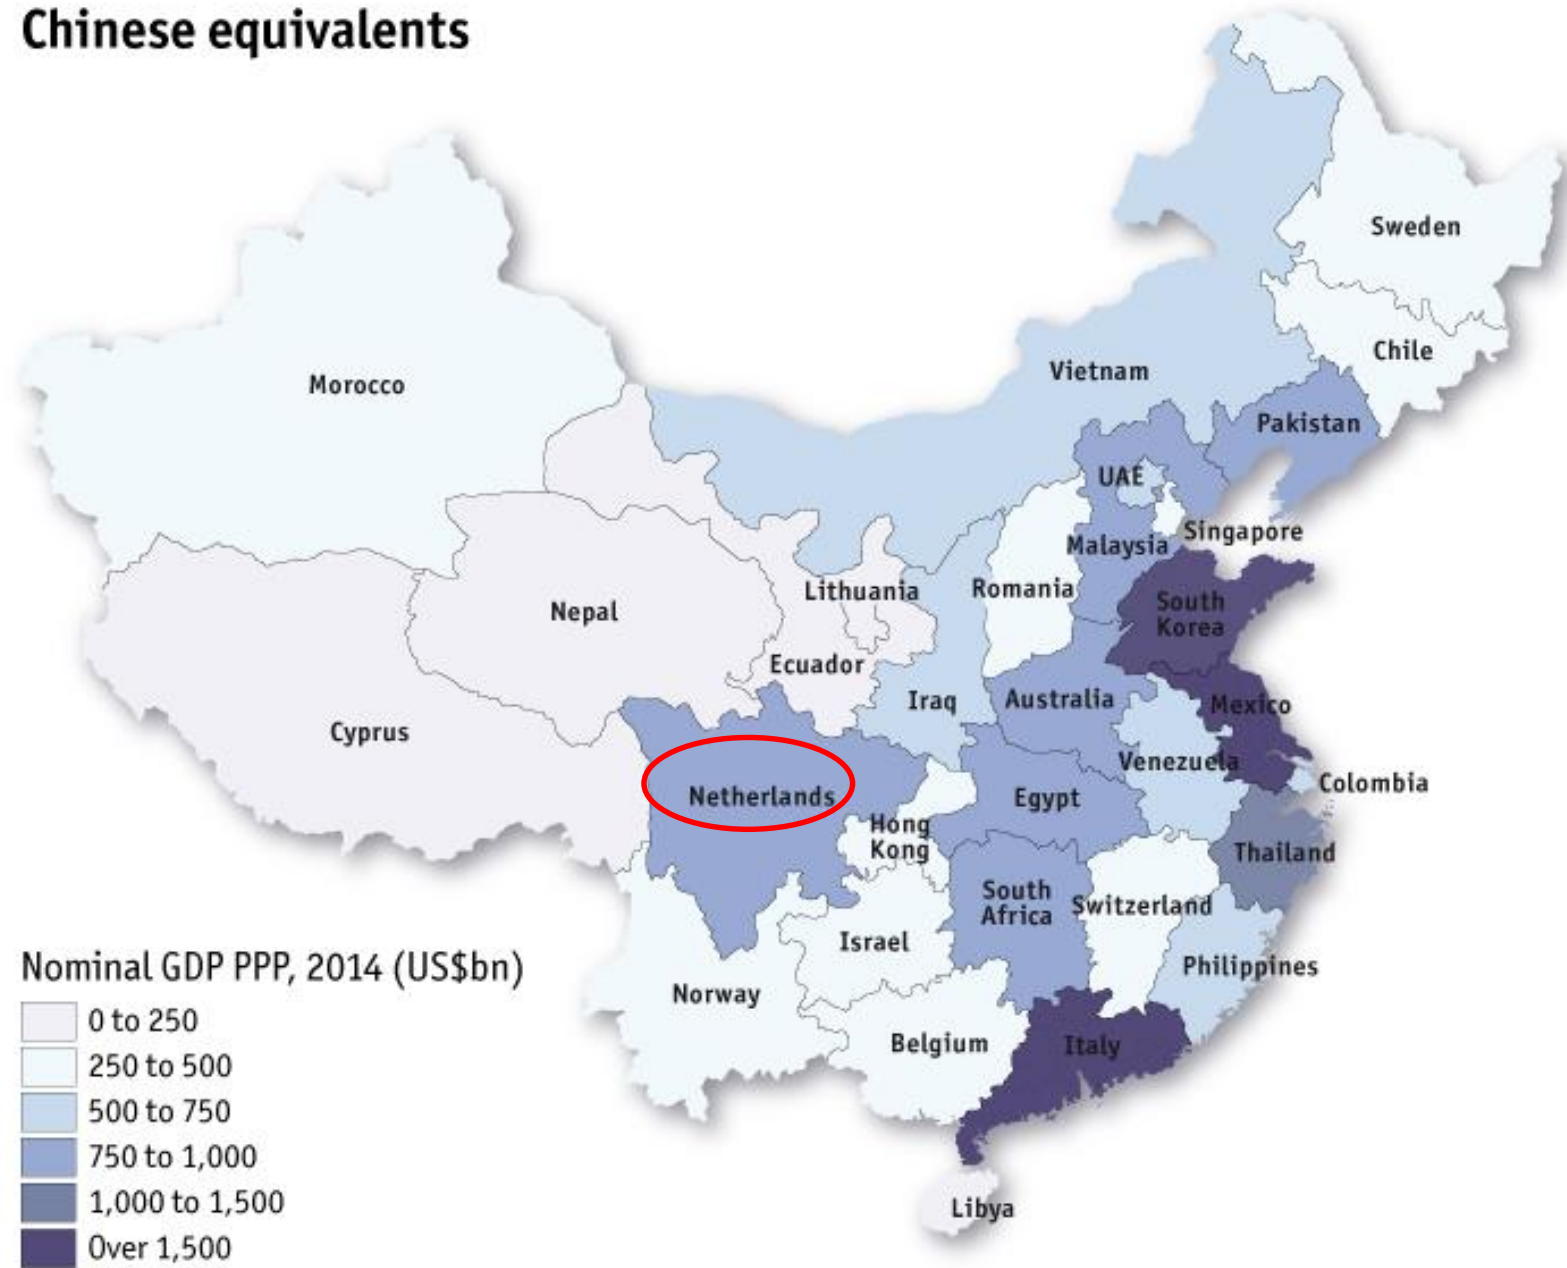 Chinese equivalents
Sweden
Chile
Vietnam
Morocco
Pakistan
UAE
Singapore
Malaysia
Lithuania
Romania
South
Korea
Nepal
Ecuador
Iraq
Australia
Mexico
Cyprus
Venezuela
Colombia
Netherlands
Egypt
Hong
Kong
Thailand
South
Africa
Switzerland
Israel
Philippines
Norway
Belgium
Italy
Libya
Nominal GDP PPP, 2014 (US$bn)
0 to 250
250 to 500
500 to 750
750 to 1,000
1,000 to 1,500
Over 1,500